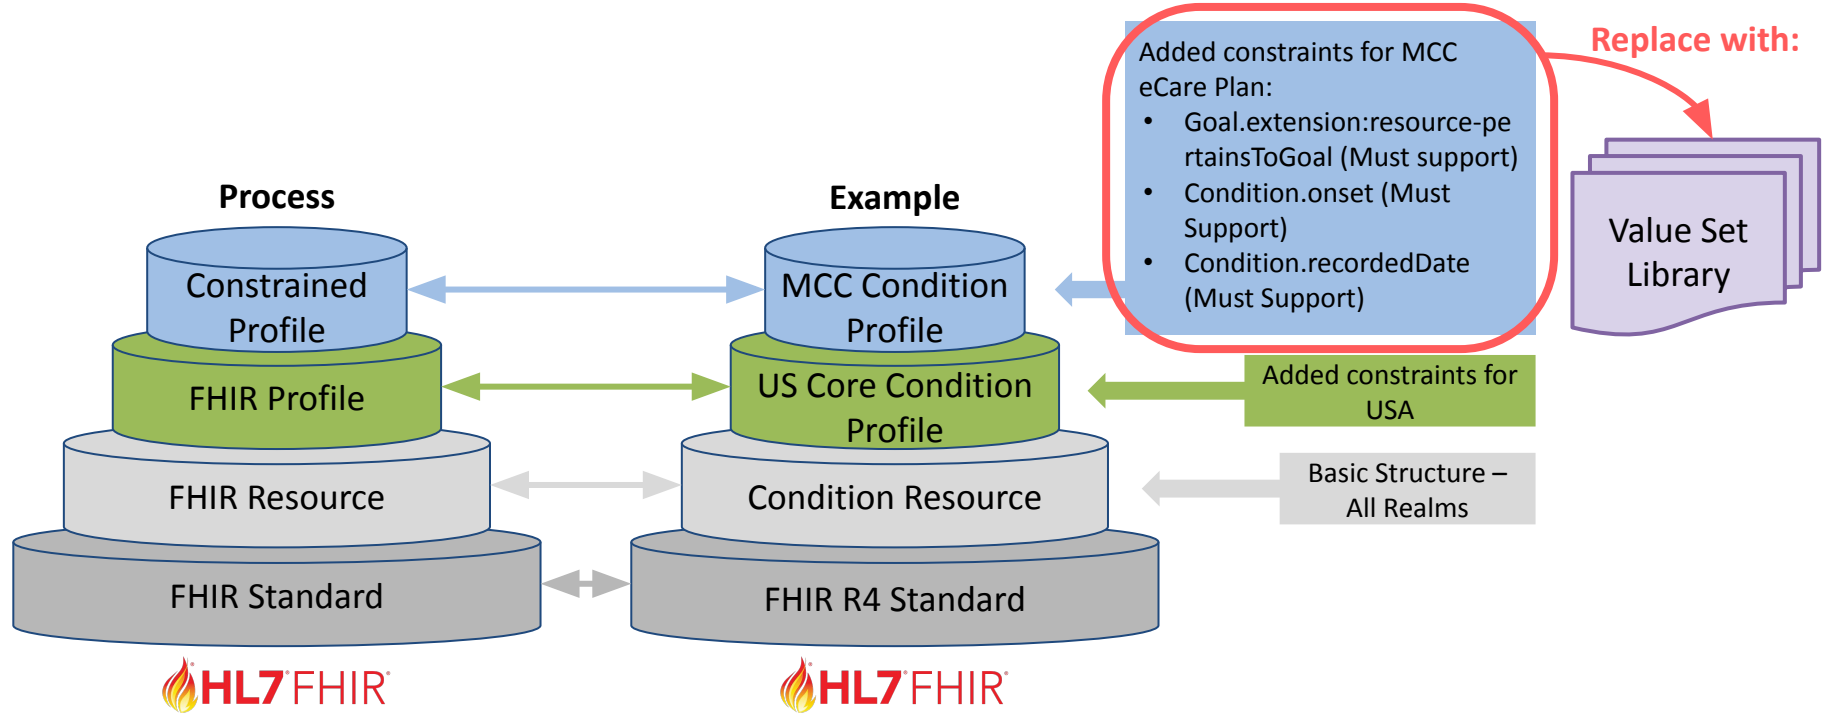 Replace with:
Added constraints for MCC
eCare Plan:
• Goal.extension:resource-pe
rtainsToGoal (Must support)
• Condition.onset (Must
Support)
• Condition.recordedDate
(Must Support)
Value Set
Library
Process
Example
Constrained
Profile
MCC Condition
Profile
FHIR Profile
US Core Condition
Profile
Added constraints for
USA
FHIR Resource
Condition Resource
Basic Structure –
All Realms
FHIR Standard
FHIR R4 Standard
HL7® FHIR®
HL7® FHIR®